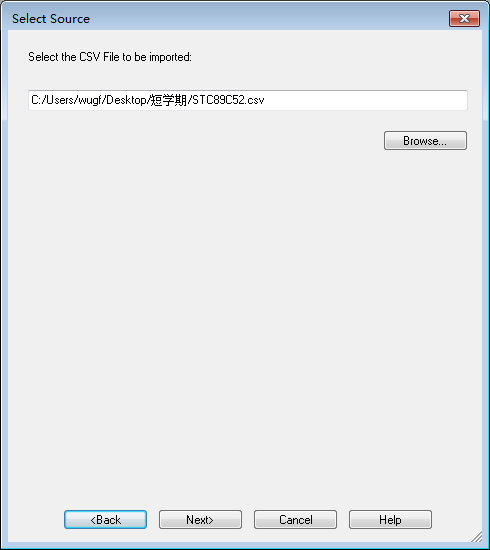 Select Source
Select the CSV File to be imported:
C:/Users/wugf/Desktop/短学期/STC89C52.csv
Browse...
<Back
Next>
Cancel
Help